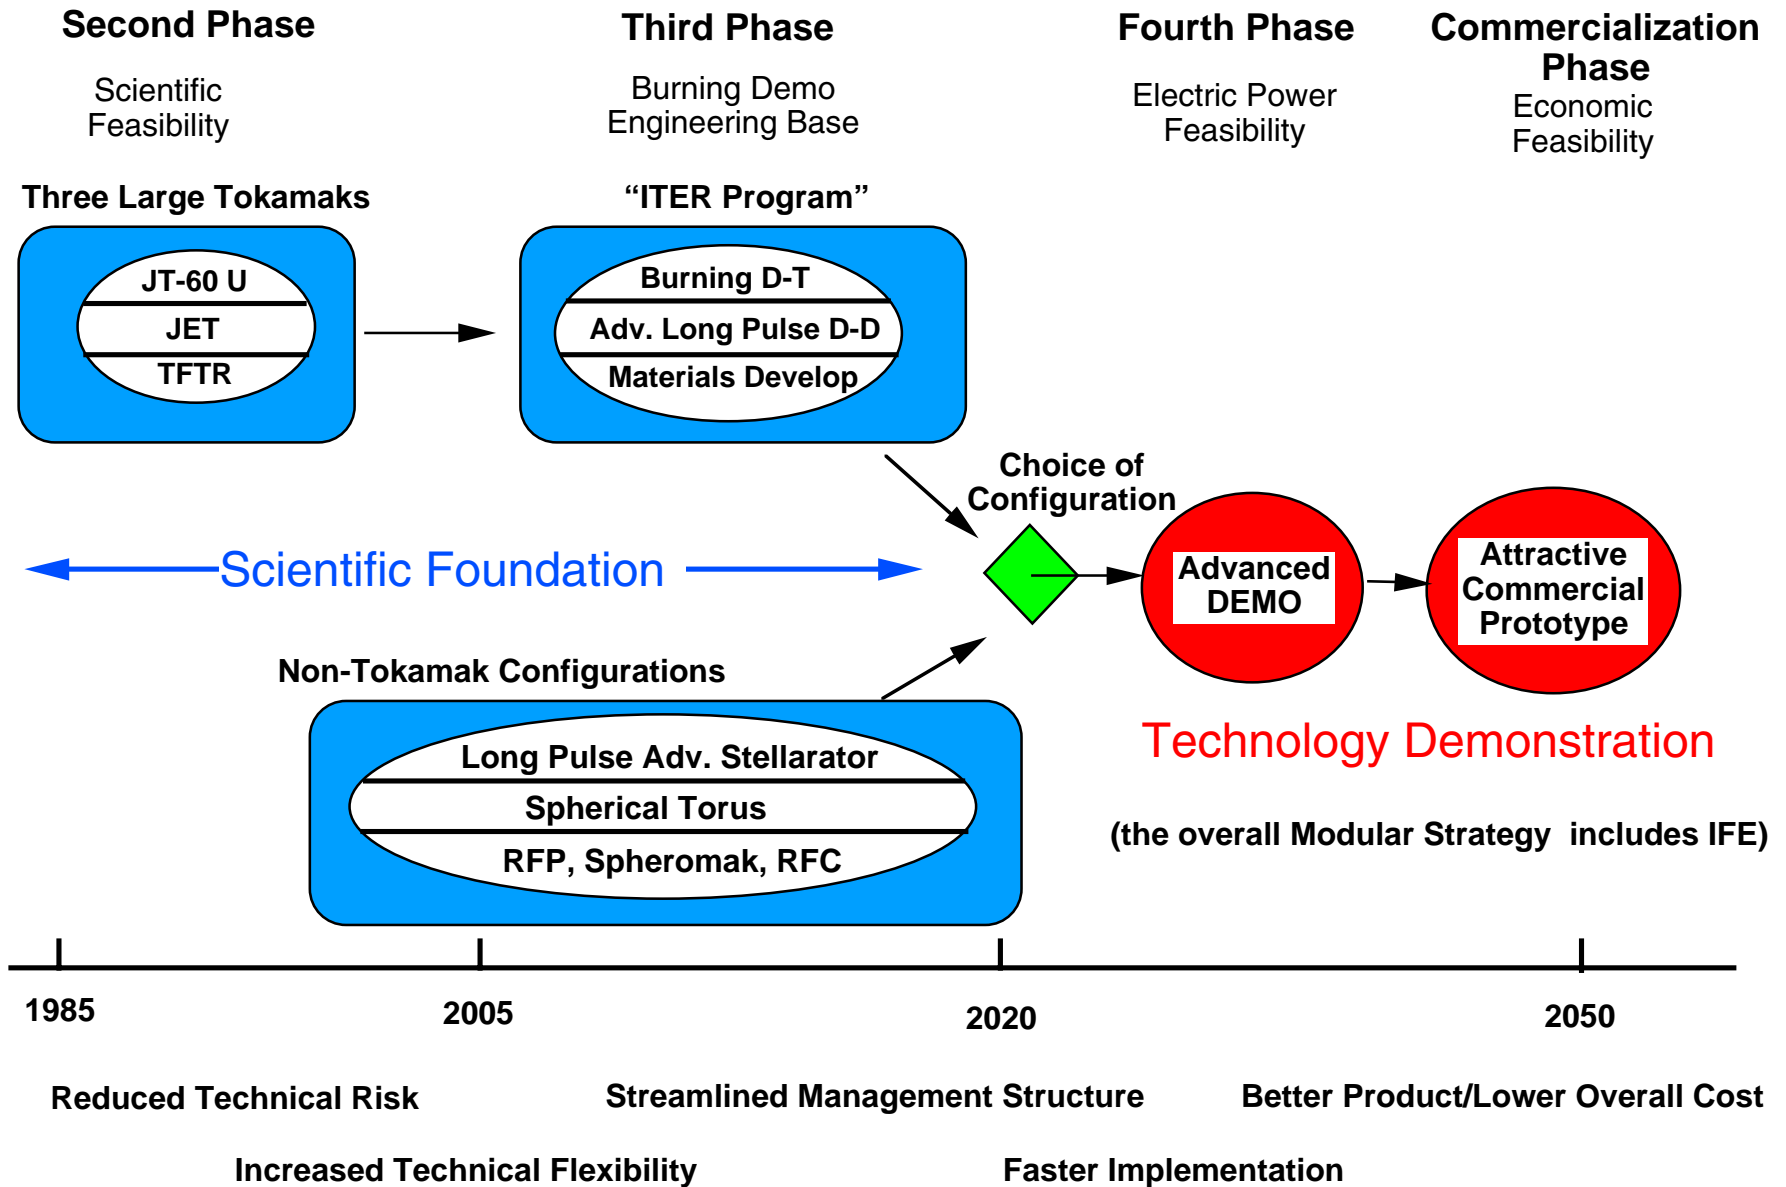 Second Phase
Third Phase
Fourth Phase
Commercialization
Phase
Scientific
Feasibility
Burning Demo
Engineering Base
Electric Power
Feasibility
Economic
Feasibility
Three Large Tokamaks
“ITER Program”
JT-60 U
JET
TFTR
Burning D-T
Adv. Long Pulse D-D
Materials Develop
Choice of
Configuration
Scientific Foundation
Advanced
DEMO
Attractive
Commercial
Prototype
Non-Tokamak Configurations
Long Pulse Adv. Stellarator
Spherical Torus
RFP, Spheromak, RFC
Technology Demonstration
(the overall Modular Strategy includes IFE)
1985
2005
2020
2050
Reduced Technical Risk
Streamlined Management Structure
Better Product/Lower Overall Cost
Increased Technical Flexibility
Faster Implementation